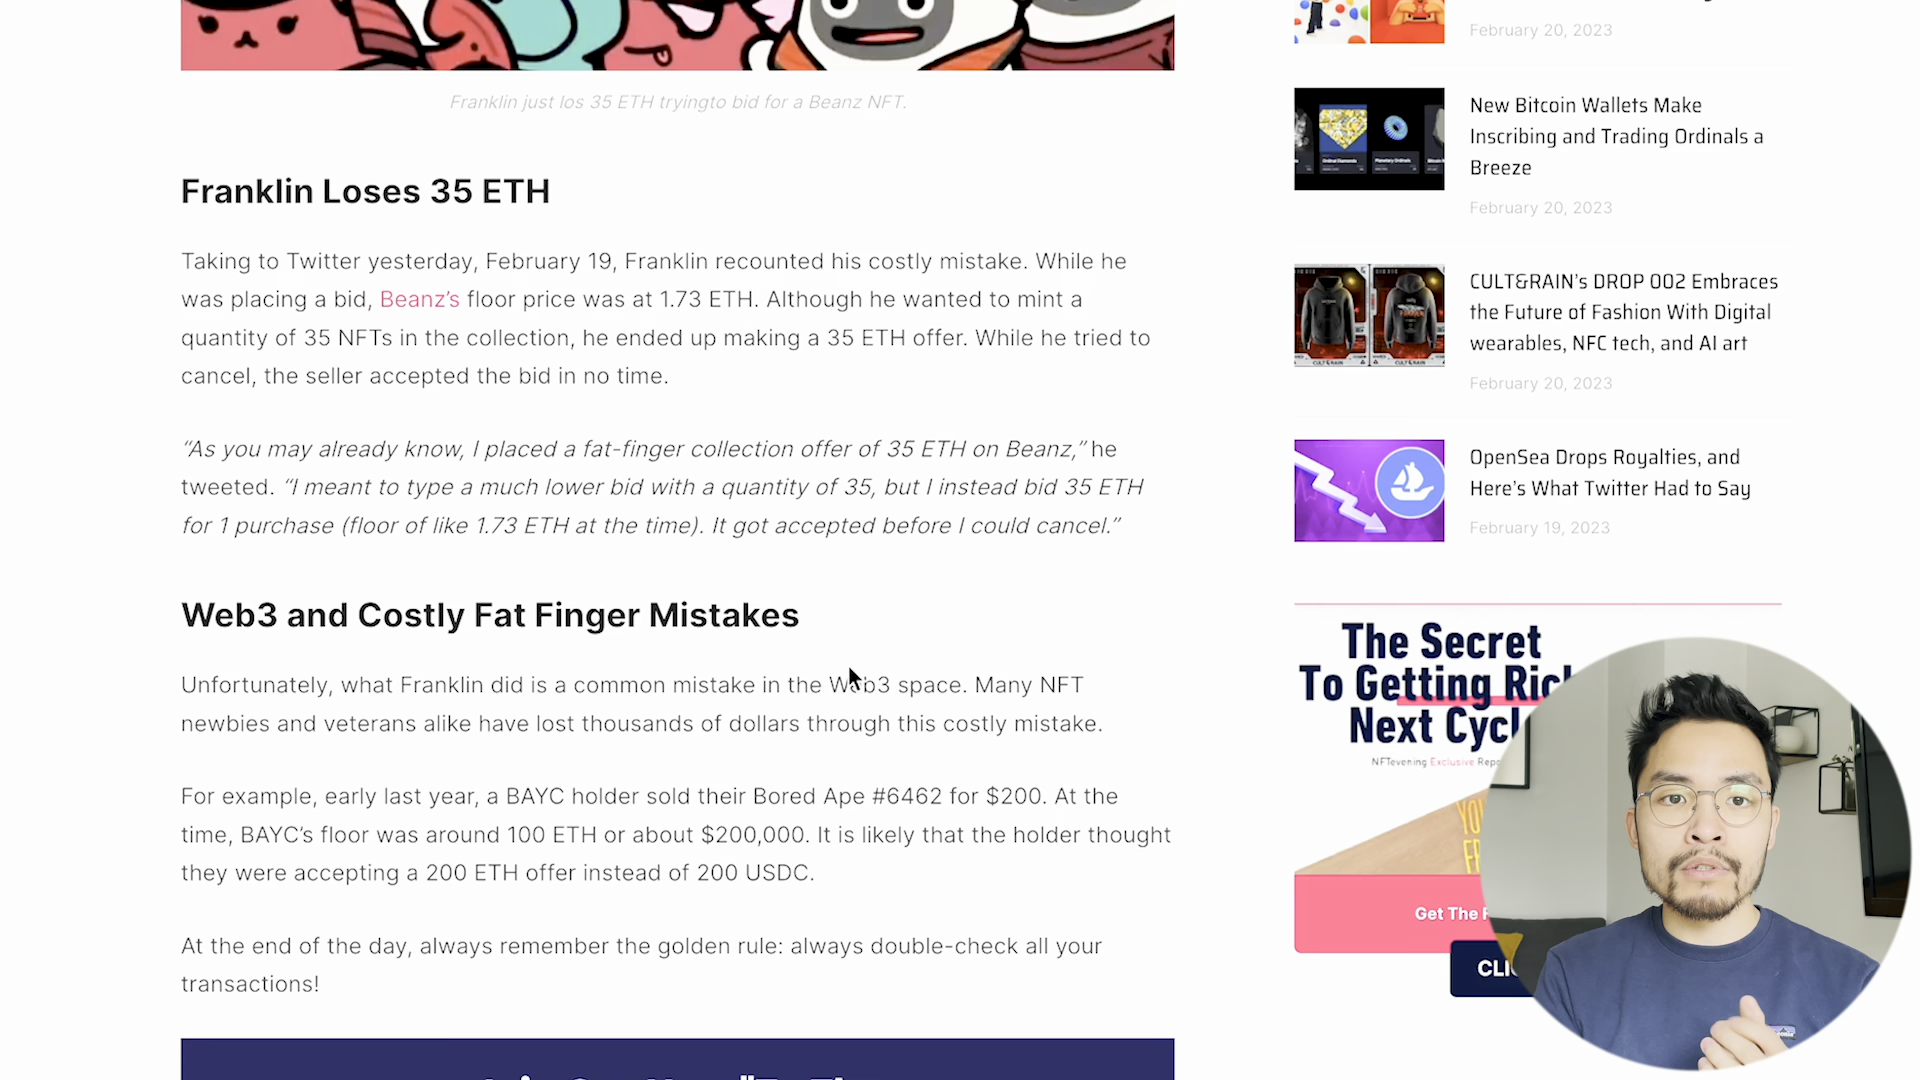 Franklin just los 35 ETH tryingto bid for a Beanz NFT.
Franklin Loses 35 ETH
Taking to Twitter yesterday, February 19, Franklin recounted his costly mistake. While he
was placing a bid, Beanz’s floor price was at 1.73 ETH. Although he wanted to mint a
quantity of 35 NFTs in the collection, he ended up making a 35 ETH offer. While he tried to
cancel, the seller accepted the bid in no time.
“As you may already know, I placed a fat-finger collection offer of 35 ETH on Beanz,” he
tweeted. “I meant to type a much lower bid with a quantity of 35, but I instead bid 35 ETH
for 1 purchase (floor of like 1.73 ETH at the time). It got accepted before I could cancel.”
Web3 and Costly Fat Finger Mistakes
Unfortunately, what Franklin did is a common mistake in the Web3 space. Many NFT
newbies and veterans alike have lost thousands of dollars through this costly mistake.
For example, early last year, a BAYC holder sold their Bored Ape #6462 for $200. At the
time, BAYC’s floor was around 100 ETH or about $200,000. It is likely that the holder thought
they were accepting a 200 ETH offer instead of 200 USDC.
At the end of the day, always remember the golden rule: always double-check all your
transactions!
February 20, 2023
New Bitcoin Wallets Make
Inscribing and Trading Ordinals a
Breeze
February 20, 2023
CULT&RAIN’s DROP 002 Embraces
the Future of Fashion With Digital
wearables, NFC tech, and AI art
February 20, 2023
OpenSea Drops Royalties, and
Here’s What Twitter Had to Say
February 19, 2023
The Secret
To Getting Rich
Next Cycl
NFTevening Exclusive Repo
Get The
CLI